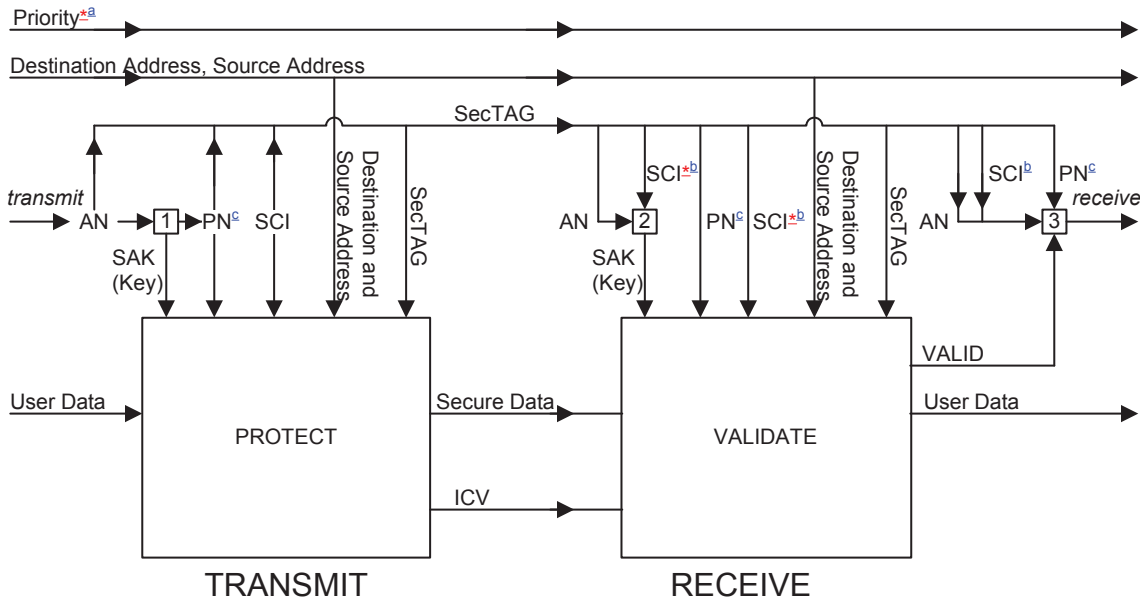 Priority*a
Destination Address, Source Address
SecTAG
transmit
AN
1
PNc
SCI
Destination and
Source Address
SecTAG
SAK
(Key)
AN
SCI*b
2
SAK
(Key)
PNc
SCI*b
Destination and
Source Address
SecTAG
AN
SCIb
PNc
3
receive
VALID
User Data
PROTECT
Secure Data
VALIDATE
User Data
ICV
TRANSMIT
RECEIVE